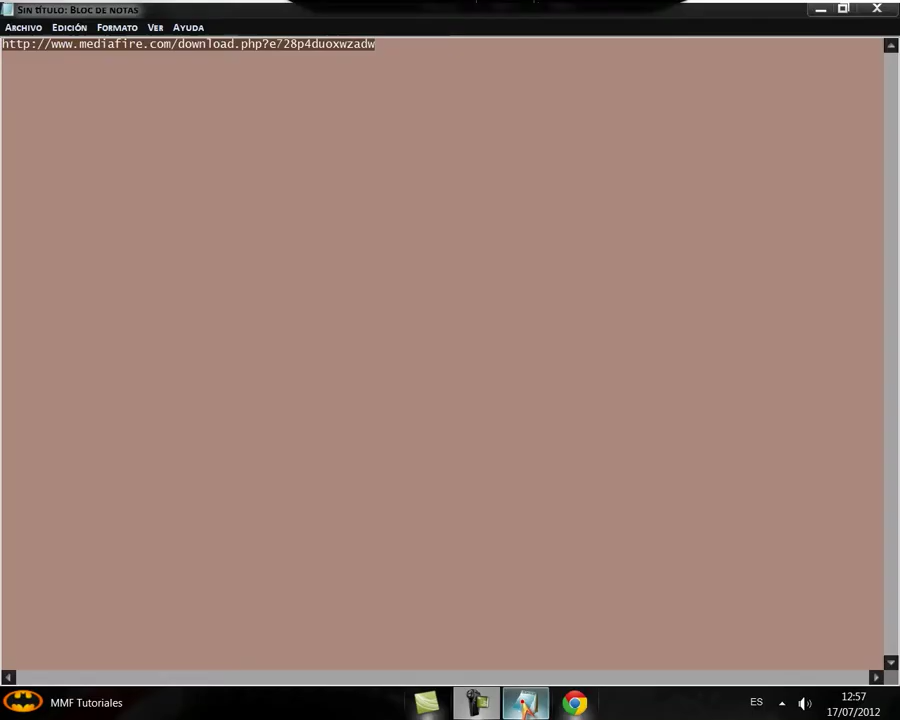 Sin título: Bloc de notas
Archivo Edición Formato Ver Ayuda
http://www.mediafire.com/download.php?e728p4duoxwzadw
MMF Tutoriales
ES
12:57
17/07/2012